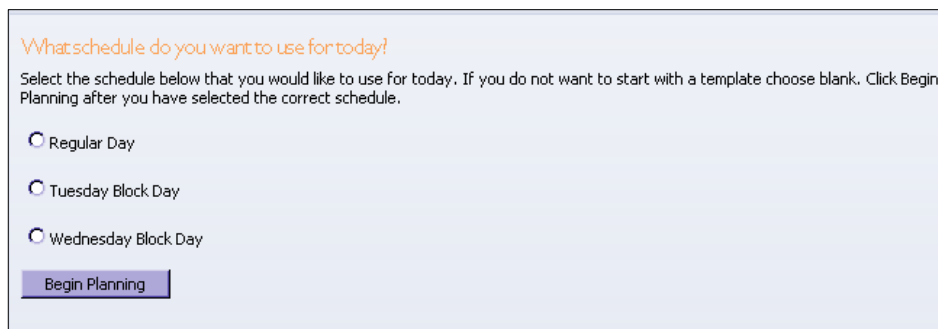 What schedule do you want to use for today?
Select the schedule below that you would like to use for today. If you do not want to start with a template choose blank. Click Begin
Planning after you have selected the correct schedule.
Regular Day
Tuesday Block Day
Wednesday Block Day
Begin Planning